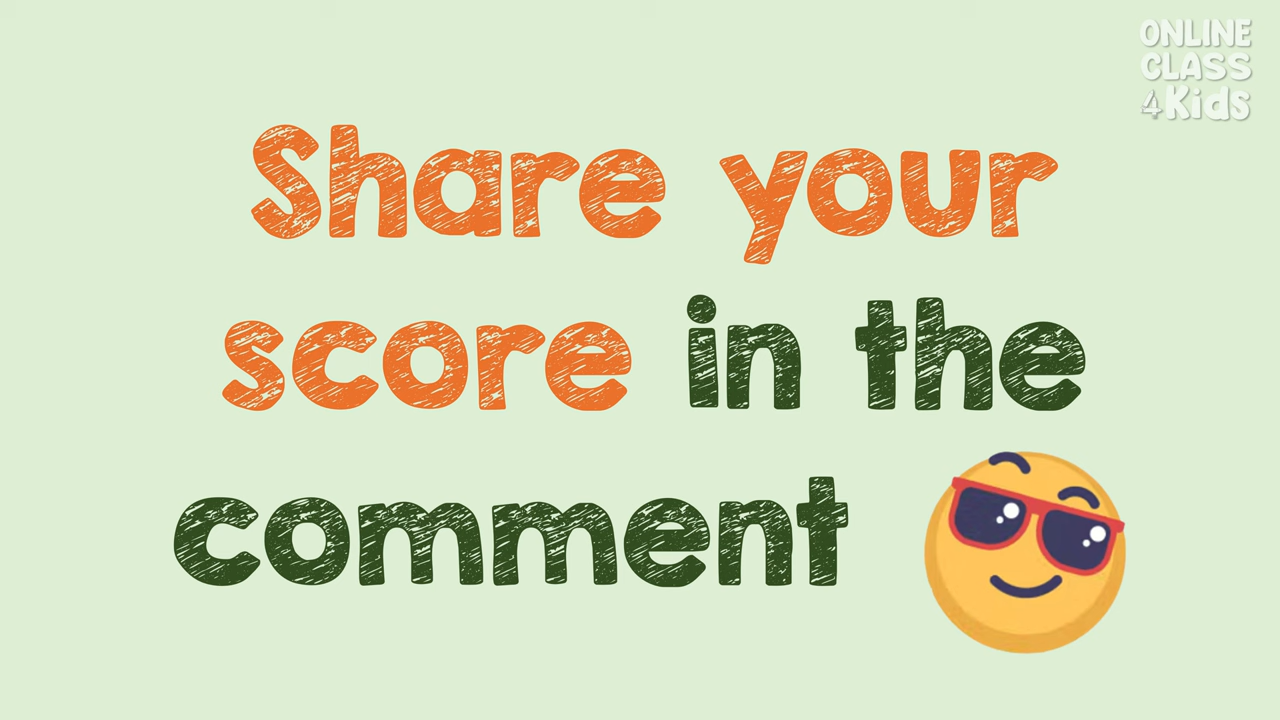 ONLINE
CLASS
4Kids
Share your
score in the
comment